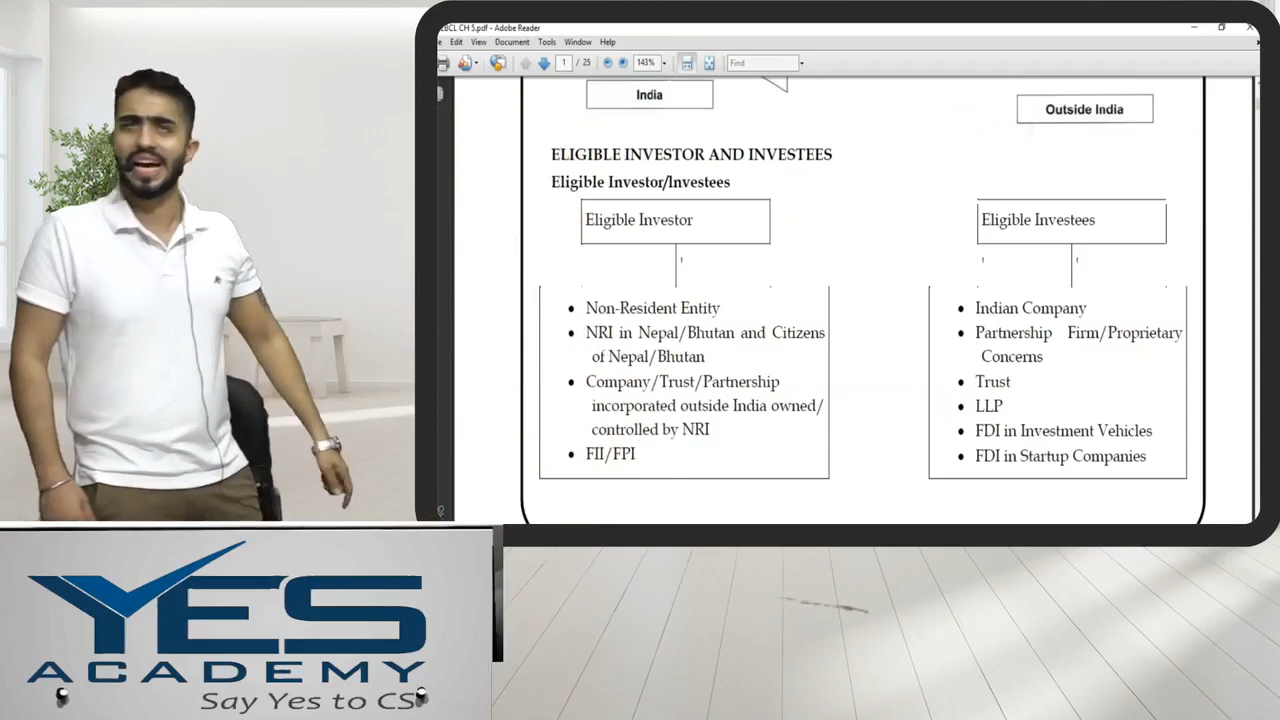 EBCL CH 5.pdf - Adobe Reader
Edit View Document Tools Window Help
1 / 25 143% Find
India
Outside India
ELIGIBLE INVESTOR AND INVESTEES
Eligible Investor/Investees
Eligible Investor
• Non-Resident Entity
• NRI in Nepal/Bhutan and Citizens
of Nepal/Bhutan
• Company/Trust/Partnership
incorporated outside India owned/
controlled by NRI
• FII/FPI
Eligible Investees
• Indian Company
• Partnership Firm/Proprietary
Concerns
• Trust
• LLP
• FDI in Investment Vehicles
• FDI in Startup Companies
YES
ACADEMY
Say Yes to CS